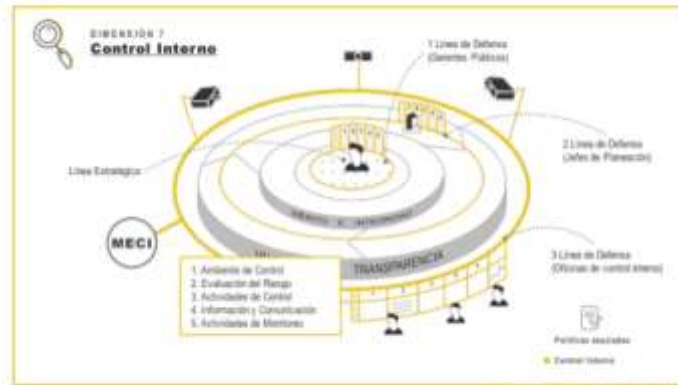 DIMENSIÓN 7
Control Interno
1 Línea de Defensa
(Gerentes Públicos)
2 Línea de Defensa
(Jefes de Planeación)
Línea Estratégica
MECI
TRANSPARENCIA
3 Línea de Defensa
(Oficinas de control interno)
1. Ambiente de Control
2. Evaluación del Riesgo
3. Actividades de Control
4. Información y Comunicación
5. Actividades de Monitoreo
Políticas asociadas
Control Interno